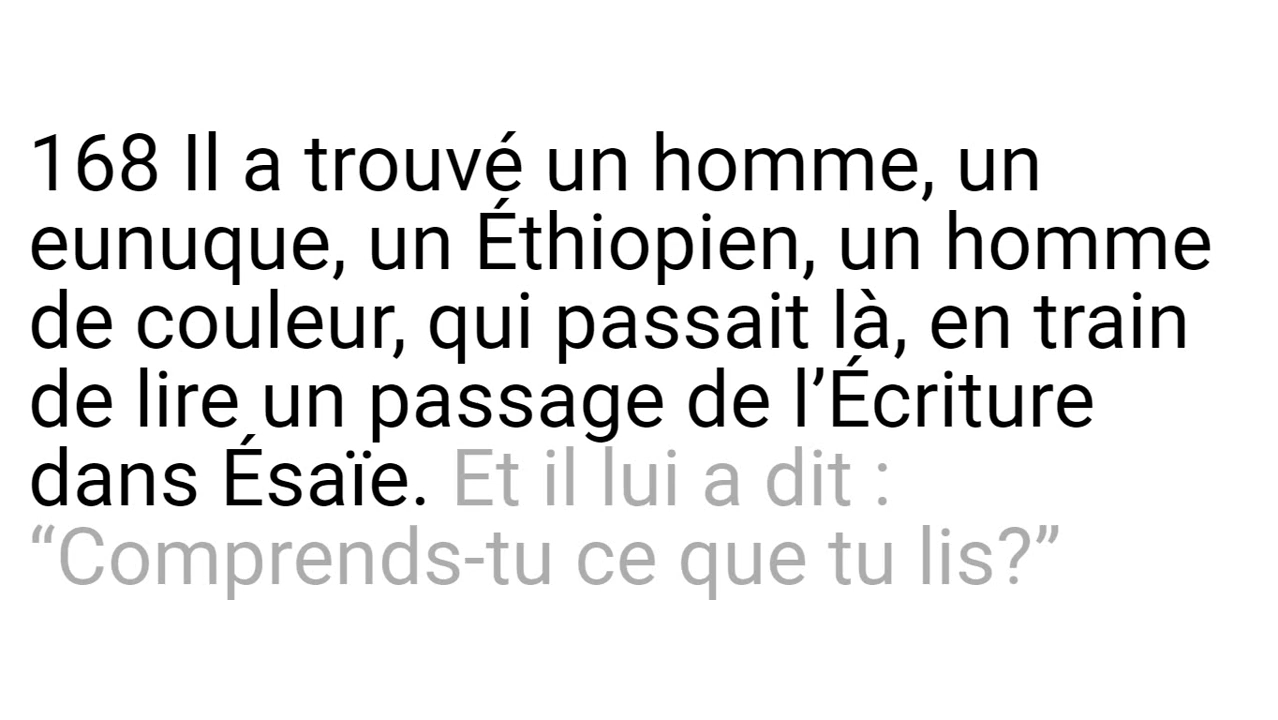 168 Il a trouvé un homme, un
eunuque, un Éthiopien, un homme
de couleur, qui passait là, en train
de lire un passage de l’Écriture
dans Ésaïe. Et il lui a dit :
“Comprends-tu ce que tu lis?”